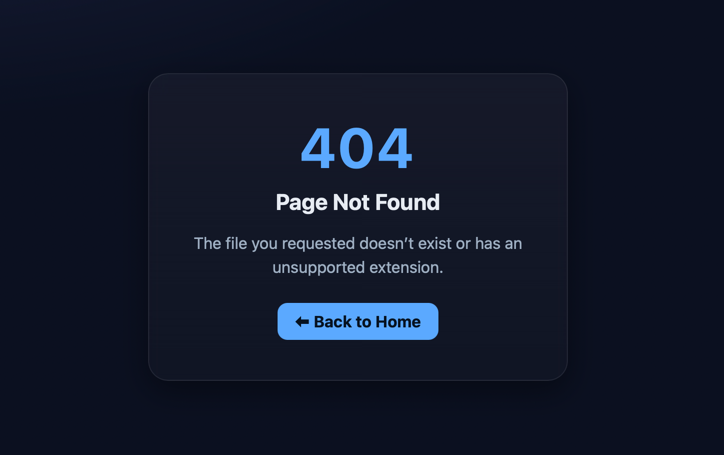 404
Page Not Found
The file you requested doesn’t exist or has an
unsupported extension.
⬅ Back to Home